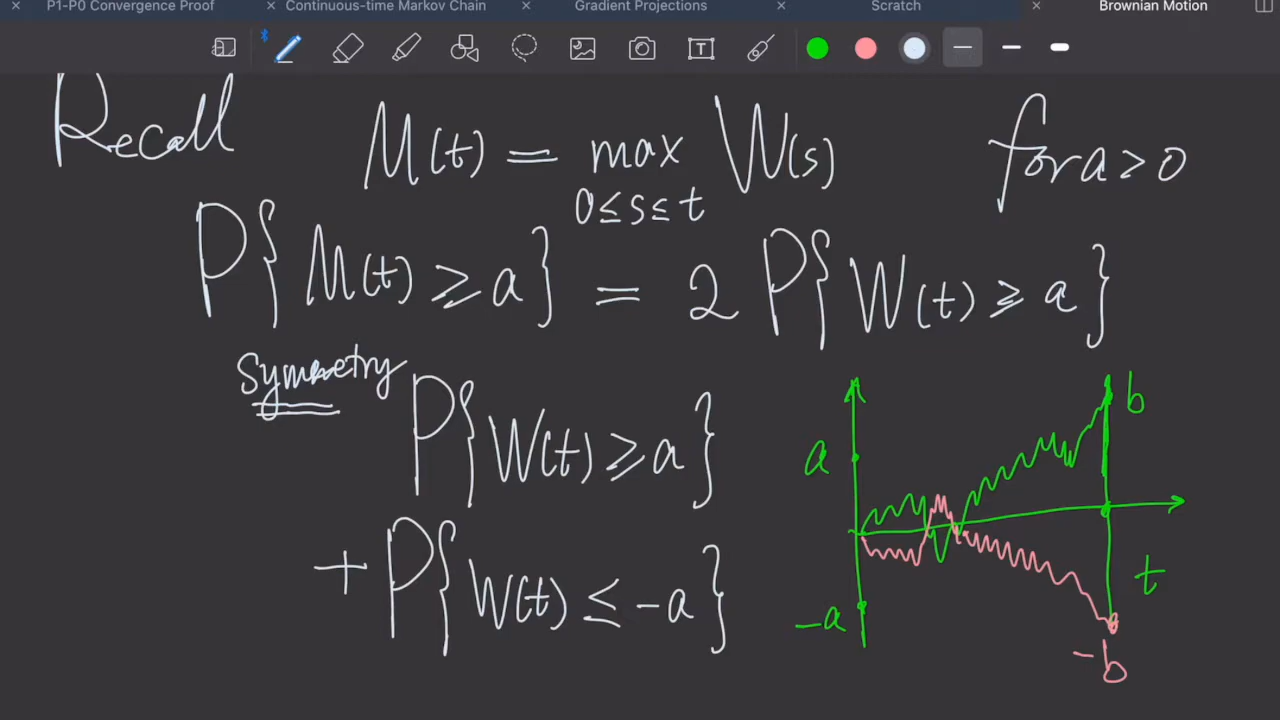 P1-P0 Convergence Proof Continuous-time Markov Chain Gradient Projections Scratch Brownian Motion
Recall M(t) = max W(s) for a > 0
0 ≤ s ≤ t
P{M(t) ≥ a} = 2 P{W(t) ≥ a}
Symmetry P{W(t) ≥ a}
+ P{W(t) ≤ -a}
b
a
t
-a
-b